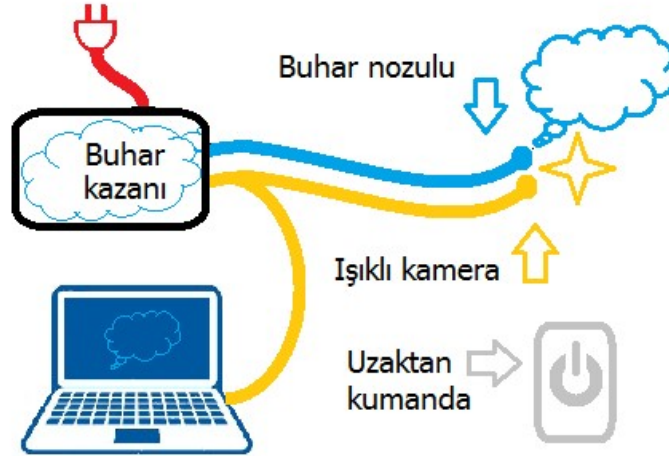 Buhar nozulu
Buhar
kazanı
Işıklı kamera
Uzaktan
kumanda